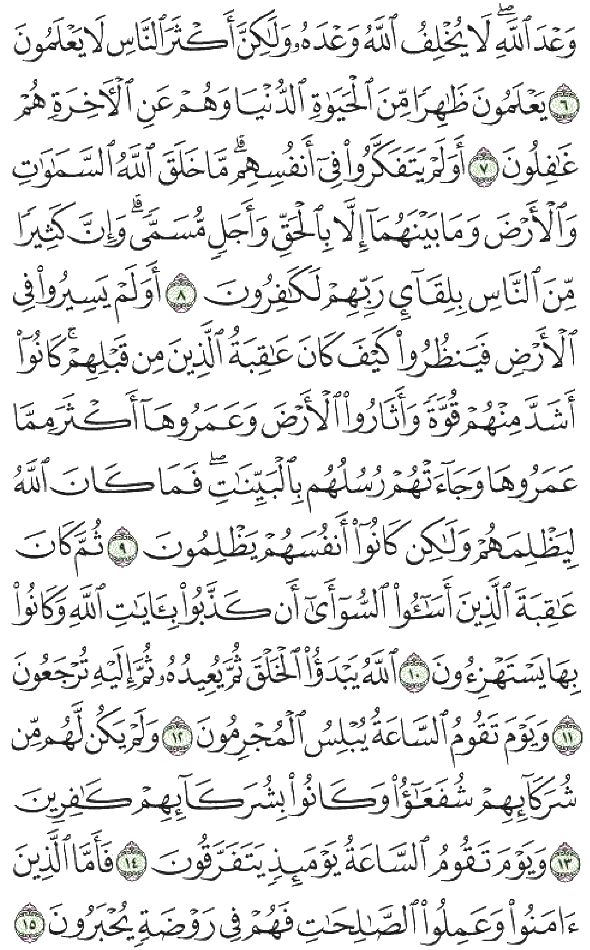 وَعْدَ ٱللَّهِ ۖ لَا يُخْلِفُ ٱللَّهُ وَعْدَهُۥ وَلَٰكِنَّ أَكْثَرَ ٱلنَّاسِ لَا يَعْلَمُونَ
٦ يَعْلَمُونَ ظَٰهِرًا مِّنَ ٱلْحَيَوٰةِ ٱلدُّنْيَا وَهُمْ عَنِ ٱلْـَٔاخِرَةِ هُمْ
غَٰفِلُونَ ٧ أَوَلَمْ يَتَفَكَّرُوا۟ فِىٓ أَنفُسِهِم ۗ مَّا خَلَقَ ٱللَّهُ ٱلسَّمَٰوَٰتِ
وَٱلْأَرْضَ وَمَا بَيْنَهُمَآ إِلَّا بِٱلْحَقِّ وَأَجَلٍ مُّسَمًّى ۗ وَإِنَّ كَثِيرًا
مِّنَ ٱلنَّاسِ بِلِقَآئِ رَبِّهِمْ لَكَٰفِرُونَ ٨ أَوَلَمْ يَسِيرُوا۟ فِى
ٱلْأَرْضِ فَيَنظُرُوا۟ كَيْفَ كَانَ عَٰقِبَةُ ٱلَّذِينَ مِن قَبْلِهِمْ ۚ كَانُوٓا۟
أَشَدَّ مِنْهُمْ قُوَّةً وَأَثَارُوا۟ ٱلْأَرْضَ وَعَمَرُوهَآ أَكْثَرَ مِمَّا
عَمَرُوهَا وَجَآءَتْهُمْ رُسُلُهُم بِٱلْبَيِّنَٰتِ ۖ فَمَا كَانَ ٱللَّهُ
لِيَظْلِمَهُمْ وَلَٰكِن كَانُوٓا۟ أَنفُسَهُمْ يَظْلِمُونَ ٩ ثُمَّ كَانَ
عَٰقِبَةَ ٱلَّذِينَ أَسَٰٓـُٔوا۟ ٱلسُّوٓأَىٰٓ أَن كَذَّبُوا۟ بِـَٔايَٰتِ ٱللَّهِ وَكَانُوا۟
بِهَا يَسْتَهْزِءُونَ ١٠ ٱللَّهُ يَبْدَؤُا۟ ٱلْخَلْقَ ثُمَّ يُعِيدُهُۥ ثُمَّ إِلَيْهِ تُرْجَعُونَ
١١ وَيَوْمَ تَقُومُ ٱلسَّاعَةُ يُبْلِسُ ٱلْمُجْرِمُونَ ١٢ وَلَمْ يَكُن لَّهُم مِّن
شُرَكَآئِهِمْ شُفَعَٰٓؤُا۟ وَكَانُوا۟ بِشُرَكَآئِهِمْ كَٰفِرِينَ
١٣ وَيَوْمَ تَقُومُ ٱلسَّاعَةُ يَوْمَئِذٍ يَتَفَرَّقُونَ ١٤ فَأَمَّا ٱلَّذِينَ
ءَامَنُوا۟ وَعَمِلُوا۟ ٱلصَّٰلِحَٰتِ فَهُمْ فِى رَوْضَةٍ يُحْبَرُونَ ١٥